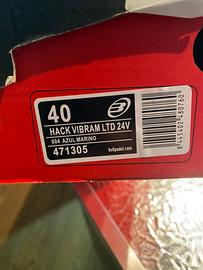 40
HACK VIBRAM LTD 24V
004 AZUL MARINO
471305
bullpadel.com